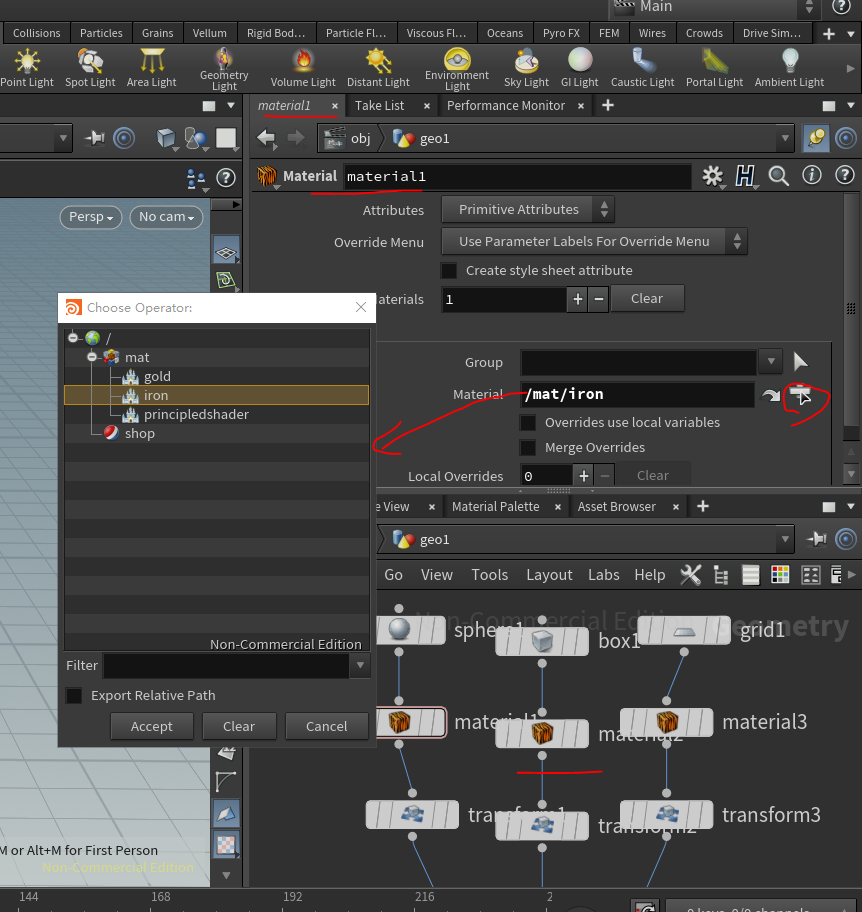 Main
Collisions Particles Grains Vellum Rigid Bod... Particle Fl... Viscous Fl... Oceans Pyro FX FEM Wires Crowds Drive Sim...
Point Light Spot Light Area Light Geometry Light Volume Light Distant Light Environment Light Sky Light GI Light Caustic Light Portal Light Ambient Light
material1 × Take List × Performance Monitor × +
obj geo1
Material material1
Attributes Primitive Attributes
Override Menu Use Parameter Labels For Override Menu
Create style sheet attribute
aterials 1 + − Clear
Group
Material /mat/iron
Overrides use local variables
Merge Overrides
Local Overrides 0 + − Clear
Persp No cam
Choose Operator:
/
mat
gold
iron
principledshader
shop
Non-Commercial Edition
Filter
Export Relative Path
Accept Clear Cancel
e View × Material Palette × Asset Browser × +
geo1
Go View Tools Layout Labs Help
Non-Commercial Edition
Geometry
sphere1 box1 grid1
material1 material2 material3
transform1 transform2 transform3
M or Alt+M for First Person
Non-Commercial Edition
144 168 192 216 2
0 keys, 0/0 channels